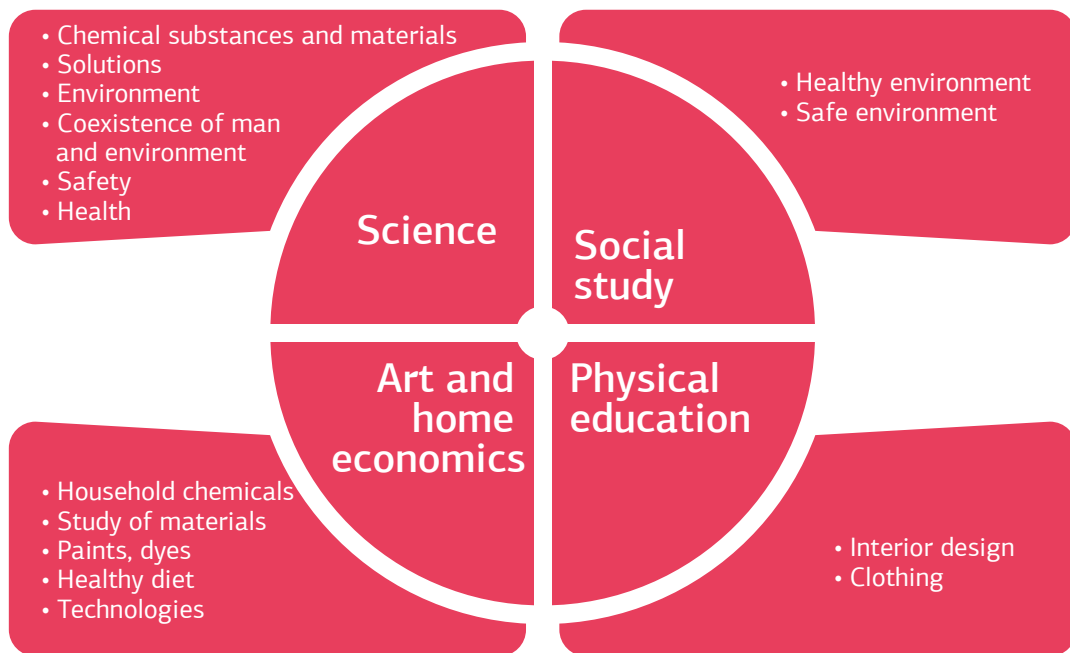 • Chemical substances and materials
• Solutions
• Environment
• Coexistence of man
and environment
• Safety
• Health
• Healthy environment
• Safe environment
Science
Social
study
Art and
home
economics
Physical
education
• Household chemicals
• Study of materials
• Paints, dyes
• Healthy diet
• Technologies
• Interior design
• Clothing